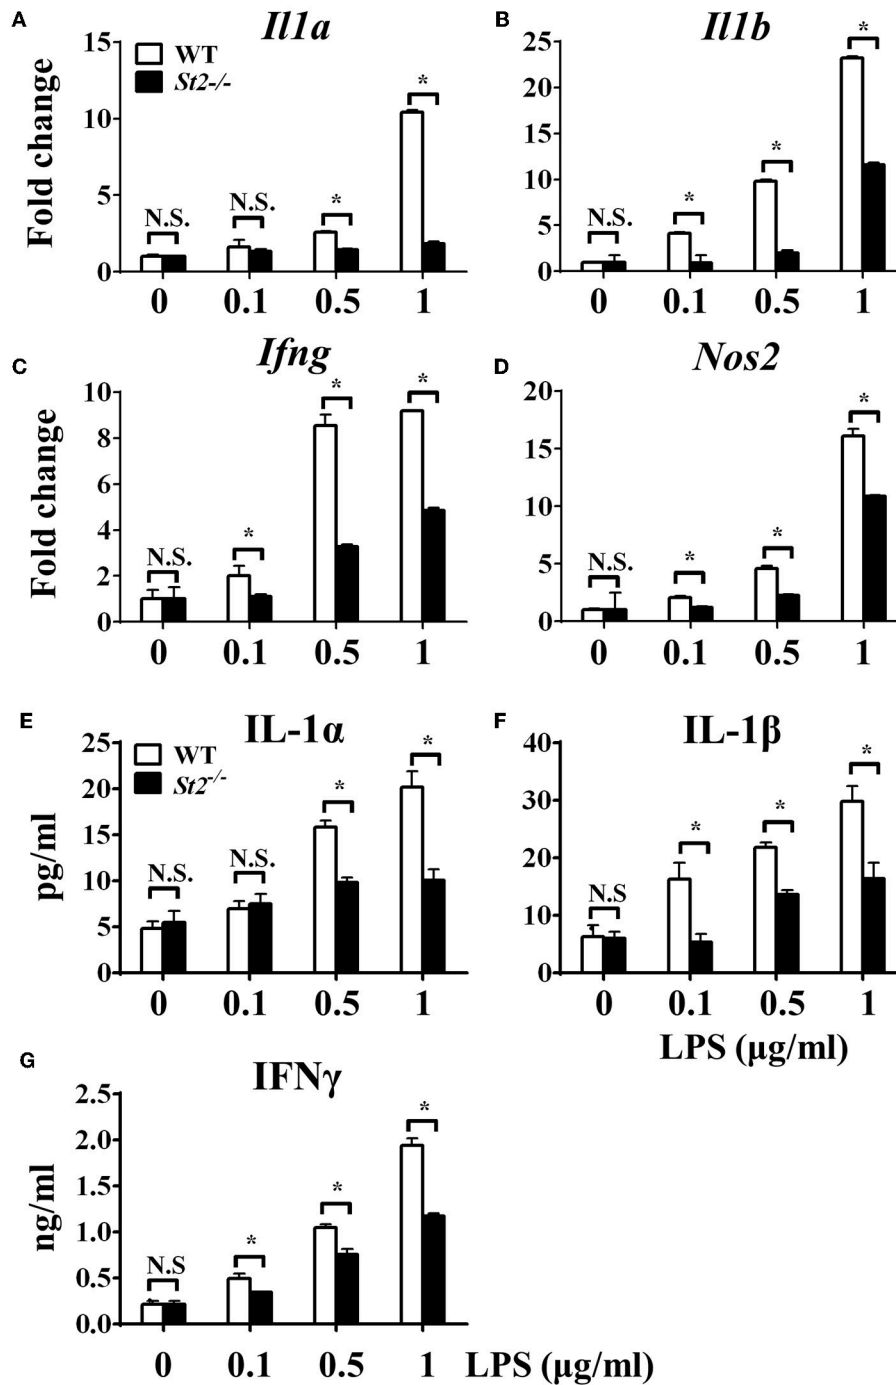 A
Il1a
WT
St2-/-
Fold change
15
10
5
0
N.S.
N.S.
*
*
0 0.1 0.5 1
B
Il1b
25
20
15
10
5
0
N.S.
*
*
*
0 0.1 0.5 1
C
Ifng
Fold change
10
8
6
4
2
0
N.S.
*
*
*
0 0.1 0.5 1
D
Nos2
20
15
10
5
0
N.S.
*
*
*
0 0.1 0.5 1
E
IL-1α
WT
St2-/-
pg/ml
25
20
15
10
5
0
N.S.
N.S.
*
*
0 0.1 0.5 1
F
IL-1β
40
30
20
10
0
N.S
*
*
*
0 0.1 0.5 1
LPS (μg/ml)
G
IFNγ
ng/ml
2.5
2.0
1.5
1.0
0.5
0.0
N.S
*
*
*
0 0.1 0.5 1 LPS (μg/ml)